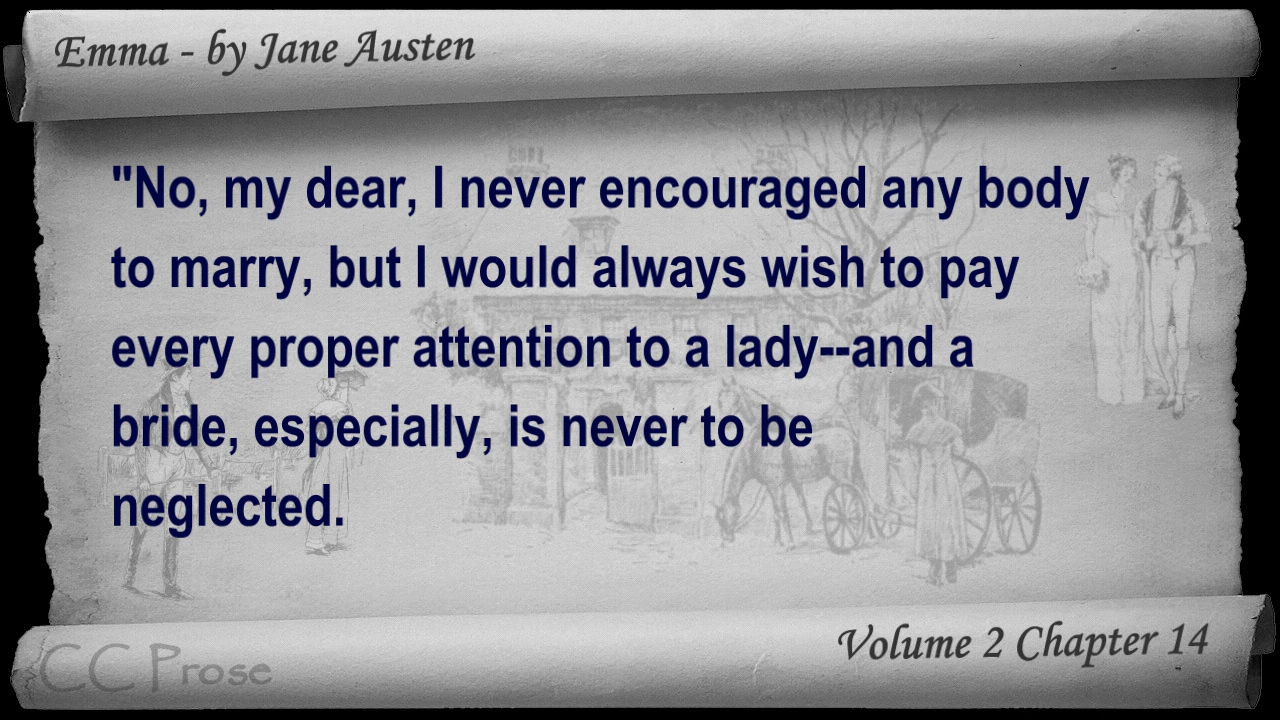 Emma - by Jane Austen
"No, my dear, I never encouraged any body
to marry, but I would always wish to pay
every proper attention to a lady--and a
bride, especially, is never to be
neglected.
Volume 2 Chapter 14
CC Prose